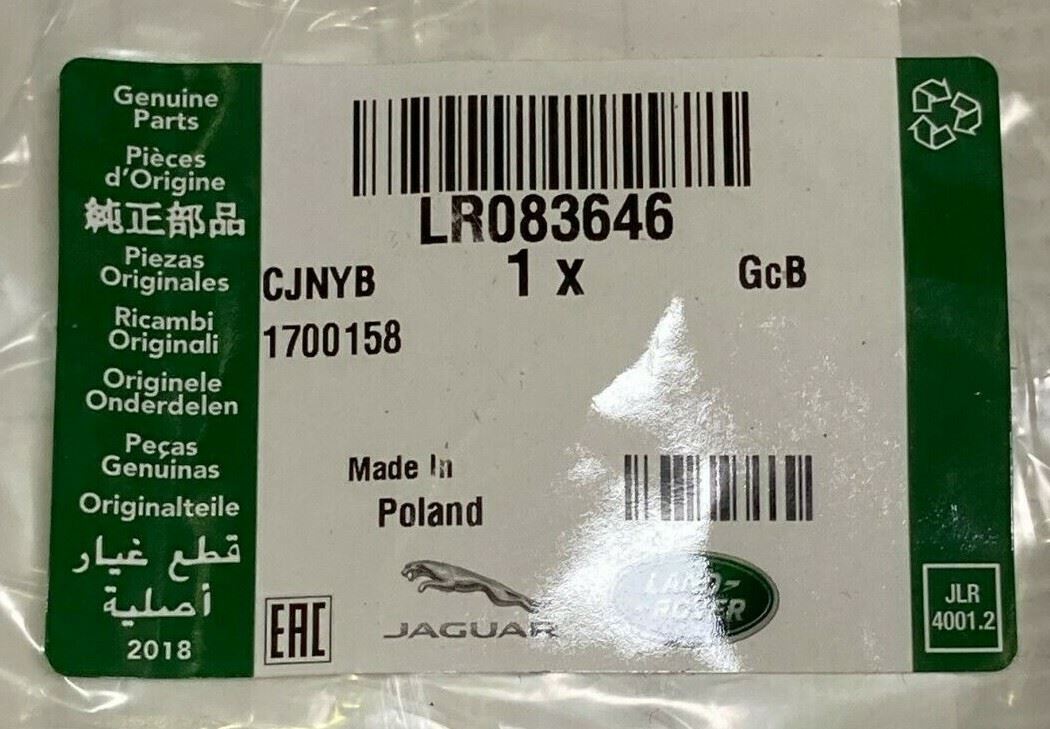 Genuine
Parts
Pièces
d'Origine
純正部品
Piezas
Originales
Ricambi
Originali
Originele
Onderdelen
Peças
Genuinas
Originalteile
قطع غيار
أصلية
2018
LR083646
1 x
CJNYB
GcB
1700158
Made In
Poland
EAC
JAGUAR
LAND-
ROVER
JLR
4001.2